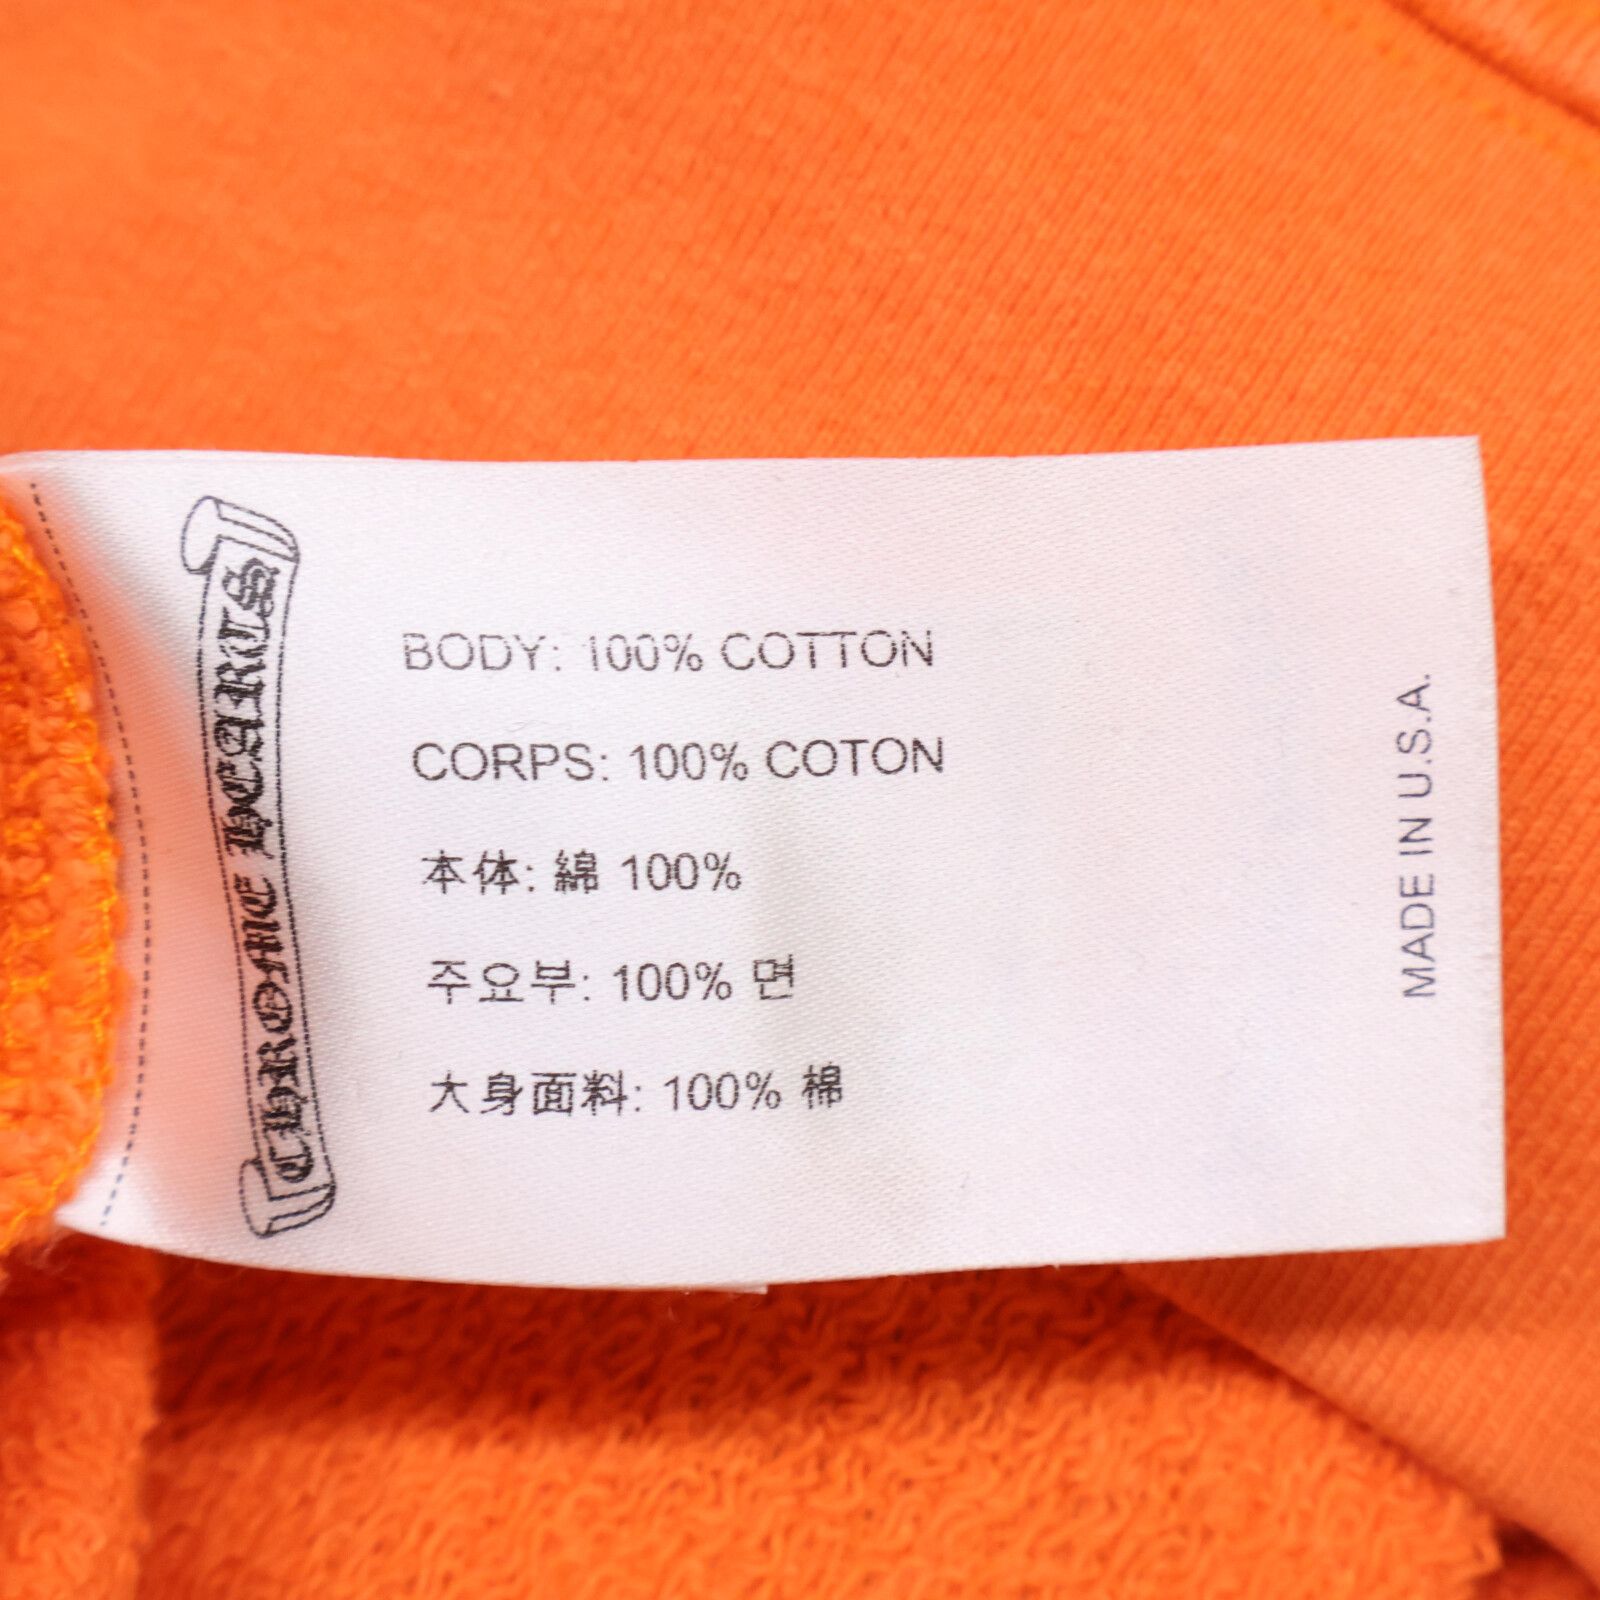 CHROME HEARTS
BODY: 100% COTTON
CORPS: 100% COTON
本体: 綿 100%
주요부: 100% 면
大身面料: 100% 棉
MADE IN U.S.A.